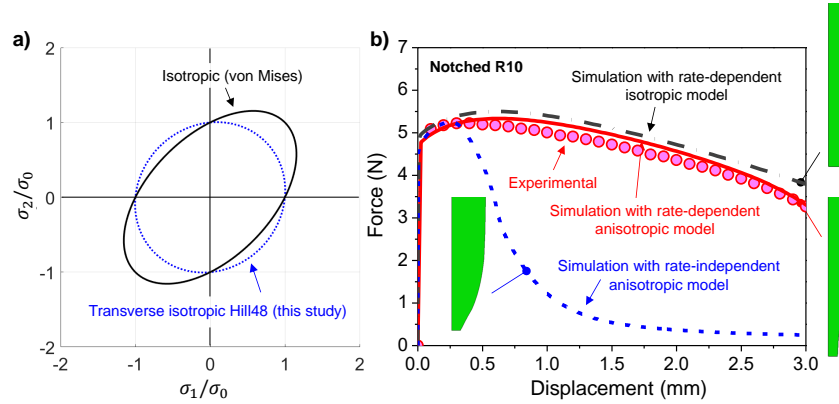 a)
2
1
0
-1
-2
-2
-1
0
1
2
σ₂/σ₀
σ₁/σ₀
Isotropic (von Mises)
Transverse isotropic Hill48 (this study)
b)
7
6
5
4
3
2
1
0
0.0
0.5
1.0
1.5
2.0
2.5
3.0
Force (N)
Displacement (mm)
Notched R10
Simulation with rate-dependent
isotropic model
Experimental
Simulation with rate-dependent
anisotropic model
Simulation with rate-independent
anisotropic model